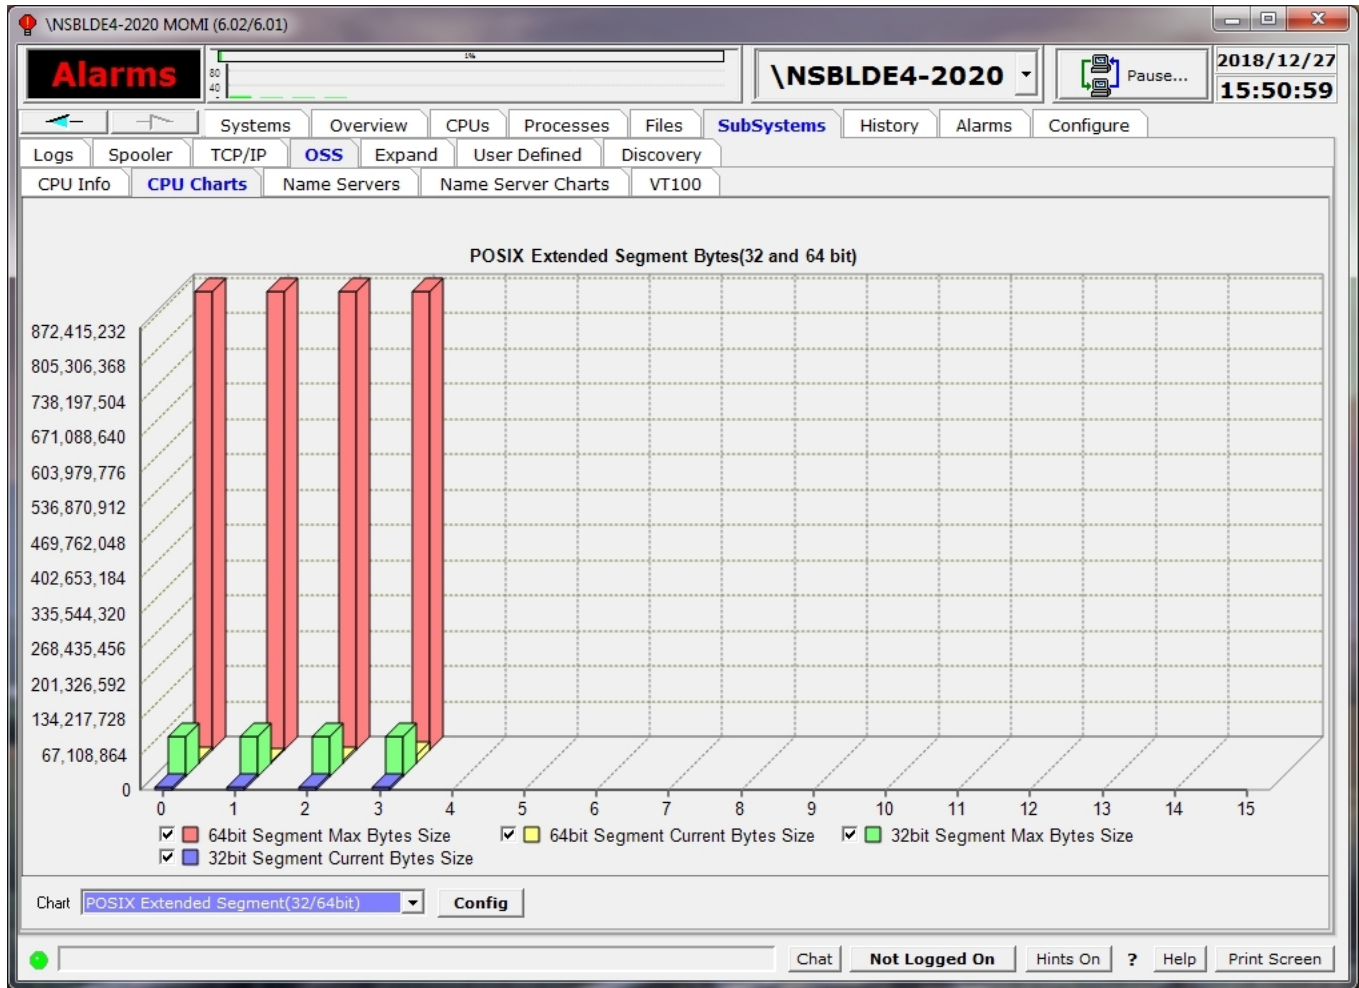 \NSBLDE4-2020 MOMI (6.02/6.01)
Alarms
1%
80
40
\NSBLDE4-2020
Pause...
2018/12/27
15:50:59
Systems Overview CPUs Processes Files SubSystems History Alarms Configure
Logs Spooler TCP/IP OSS Expand User Defined Discovery
CPU Info CPU Charts Name Servers Name Server Charts VT100
POSIX Extended Segment Bytes(32 and 64 bit)
872,415,232
805,306,368
738,197,504
671,088,640
603,979,776
536,870,912
469,762,048
402,653,184
335,544,320
268,435,456
201,326,592
134,217,728
67,108,864
0
0 1 2 3 4 5 6 7 8 9 10 11 12 13 14 15
64bit Segment Max Bytes Size 64bit Segment Current Bytes Size 32bit Segment Max Bytes Size
32bit Segment Current Bytes Size
Chart POSIX Extended Segment(32/64bit) Config
Chat Not Logged On Hints On ? Help Print Screen